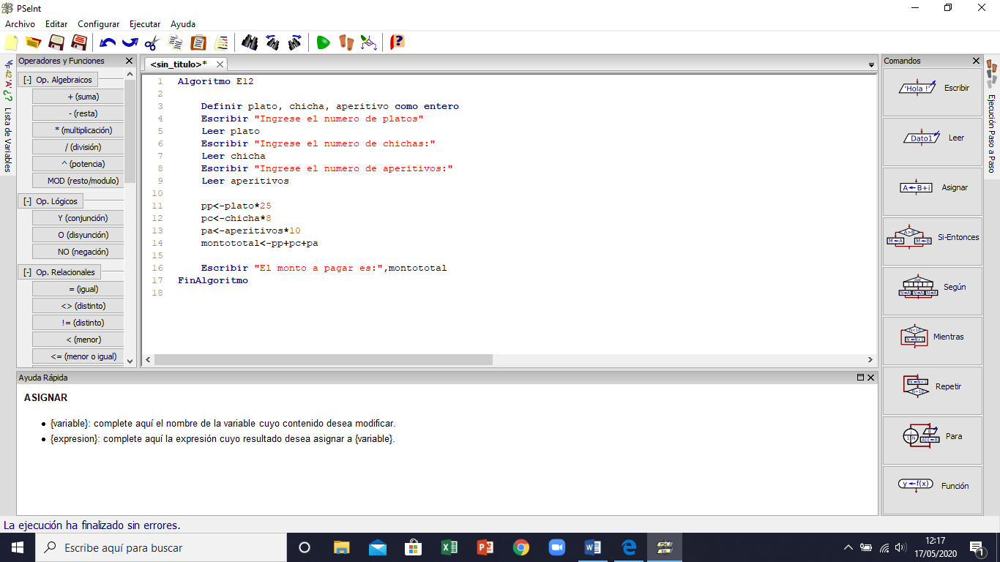 PSeInt
Archivo Editar Configurar Ejecutar Ayuda
Operadores y Funciones
[-] Op. Algebraicos
+ (suma)
- (resta)
* (multiplicación)
/ (división)
^ (potencia)
MOD (resto/modulo)
[-] Op. Lógicos
Y (conjunción)
O (disyunción)
NO (negación)
[-] Op. Relacionales
= (igual)
<> (distinto)
!= (distinto)
< (menor)
<= (menor o igual)
Lista de Variables
<sin_titulo>*
1 Algoritmo E12
2
3 Definir plato, chicha, aperitivo como entero
4 Escribir "Ingrese el numero de platos"
5 Leer plato
6 Escribir "Ingrese el numero de chichas:"
7 Leer chicha
8 Escribir "Ingrese el numero de aperitivos:"
9 Leer aperitivos
10
11 pp<-plato*25
12 pc<-chicha*8
13 pa<-aperitivos*10
14 montototal<-pp+pc+pa
15
16 Escribir "El monto a pagar es:",montototal
17 FinAlgoritmo
18
Comandos
'Hola !' Escribir
Dato1 Leer
A←B+i Asignar
A>B M←A M←B Si-Entonces
Según
Mientras
Repetir
Para
y←f(x) Función
Ejecución Paso a Paso
Ayuda Rápida
ASIGNAR
• {variable}: complete aquí el nombre de la variable cuyo contenido desea modificar.
• {expresion}: complete aquí la expresión cuyo resultado desea asignar a {variable}.
La ejecución ha finalizado sin errores.
Escribe aquí para buscar
12:17
17/05/2020
1